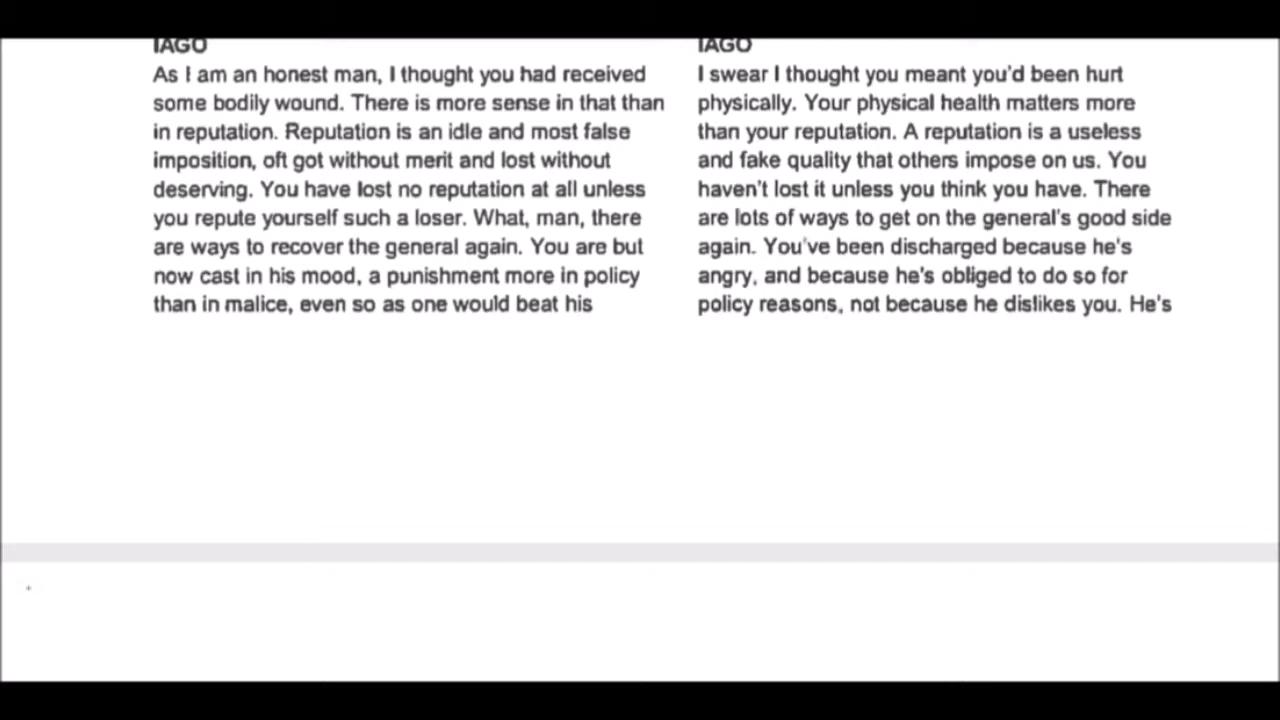 IAGO
As I am an honest man, I thought you had received
some bodily wound. There is more sense in that than
in reputation. Reputation is an idle and most false
imposition, oft got without merit and lost without
deserving. You have lost no reputation at all unless
you repute yourself such a loser. What, man, there
are ways to recover the general again. You are but
now cast in his mood, a punishment more in policy
than in malice, even so as one would beat his
IAGO
I swear I thought you meant you'd been hurt
physically. Your physical health matters more
than your reputation. A reputation is a useless
and fake quality that others impose on us. You
haven't lost it unless you think you have. There
are lots of ways to get on the general's good side
again. You've been discharged because he's
angry, and because he's obliged to do so for
policy reasons, not because he dislikes you. He's